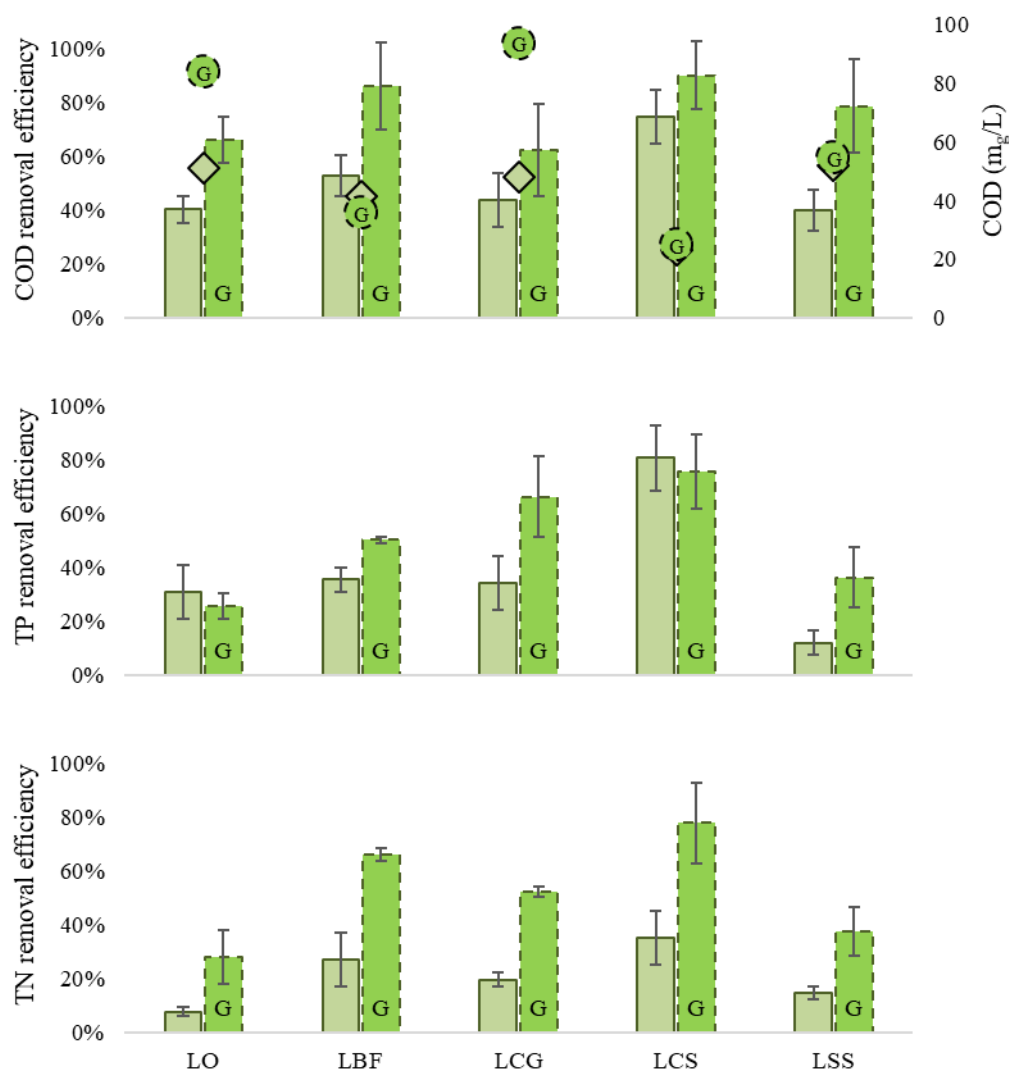 COD removal efficiency
100%
80%
60%
40%
20%
0%
G
G
G
G
G
G
G
G
G
G
100
80
60
40
20
0
COD (mg/L)
TP removal efficiency
100%
80%
60%
40%
20%
0%
G
G
G
G
G
TN removal efficiency
100%
80%
60%
40%
20%
0%
G
G
G
G
G
LO LBF LCG LCS LSS